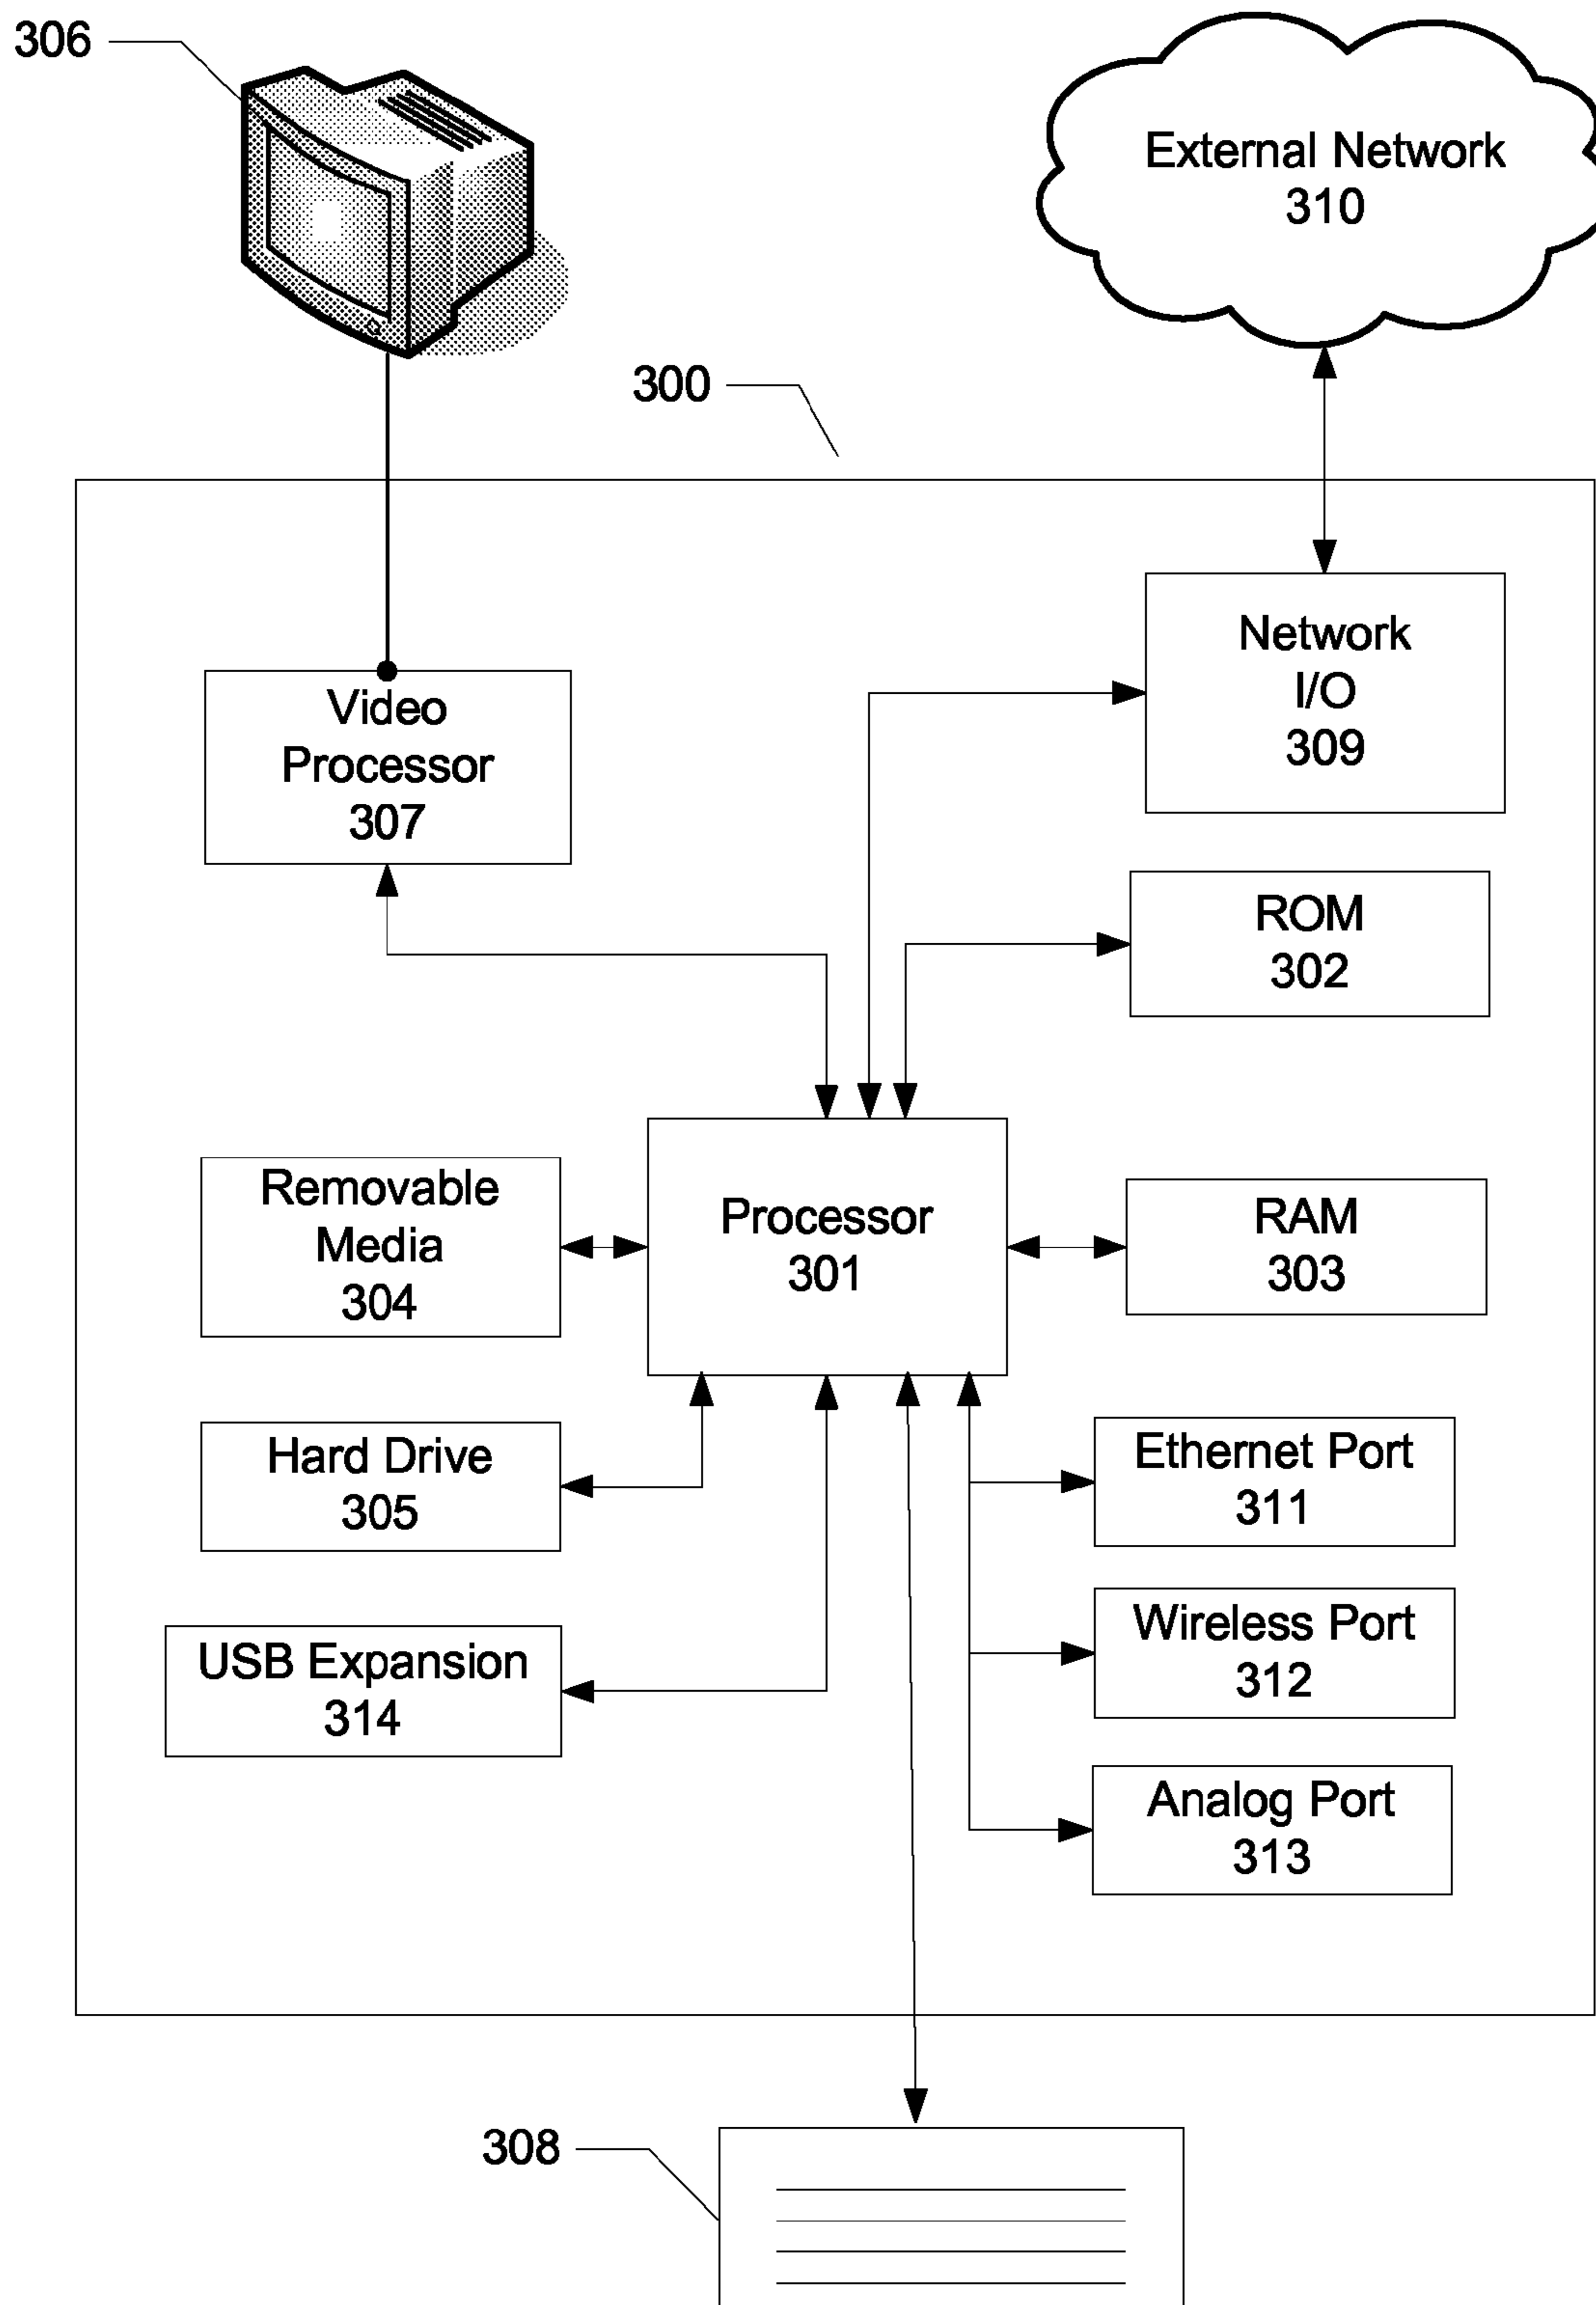 306
External Network
310
300
Network
I/O
309
Video
Processor
307
ROM
302
Removable
Media
304
Processor
301
RAM
303
Hard Drive
305
Ethernet Port
311
USB Expansion
314
Wireless Port
312
Analog Port
313
308